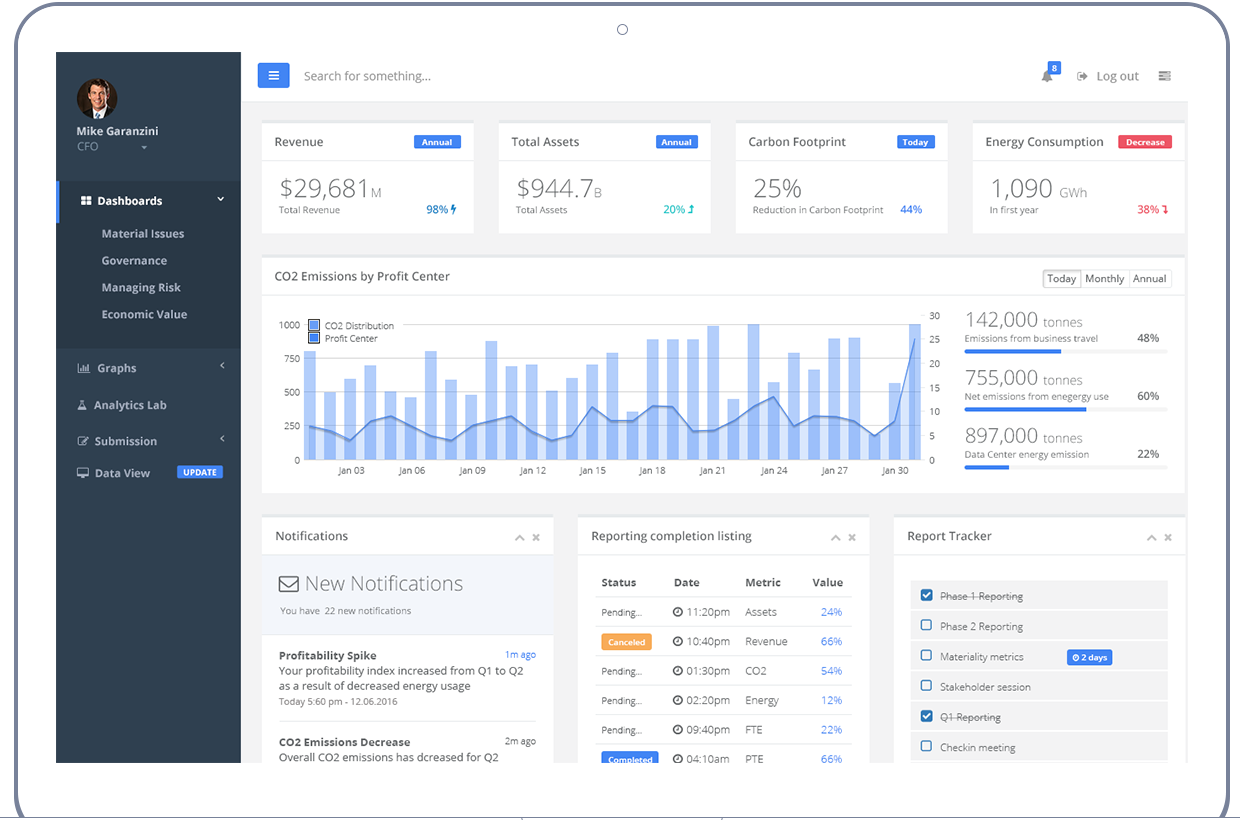 Mike Garanzini
CFO
Dashboards
Material Issues
Governance
Managing Risk
Economic Value
Graphs
Analytics Lab
Submission
Data View UPDATE
Search for something...
8
Log out
Revenue Annual
$29,681 M
Total Revenue 98%
Total Assets Annual
$944.7 B
Total Assets 20%
Carbon Footprint Today
25%
Reduction in Carbon Footprint 44%
Energy Consumption Decrease
1,090 GWh
In first year 38%
CO2 Emissions by Profit Center
Today Monthly Annual
CO2 Distribution
Profit Center
1000
750
500
250
0
30
25
20
15
10
5
0
Jan 03 Jan 06 Jan 09 Jan 12 Jan 15 Jan 18 Jan 21 Jan 24 Jan 27 Jan 30
142,000 tonnes
Emissions from business travel 48%
755,000 tonnes
Net emissions from enegergy use 60%
897,000 tonnes
Data Center energy emission 22%
Notifications
New Notifications
You have 22 new notifications
Profitability Spike 1m ago
Your profitability index increased from Q1 to Q2
as a result of decreased energy usage
Today 5:60 pm - 12.06.2016
CO2 Emissions Decrease 2m ago
Overall CO2 emissions has dcreased for Q2
Reporting completion listing
Status Date Metric Value
Pending... 11:20pm Assets 24%
Canceled 10:40pm Revenue 66%
Pending... 01:30pm CO2 54%
Pending... 02:20pm Energy 12%
Pending... 09:40pm FTE 22%
Completed 04:10am PTE 66%
Report Tracker
Phase 1 Reporting
Phase 2 Reporting
Materiality metrics 2 days
Stakeholder session
Q1 Reporting
Checkin meeting